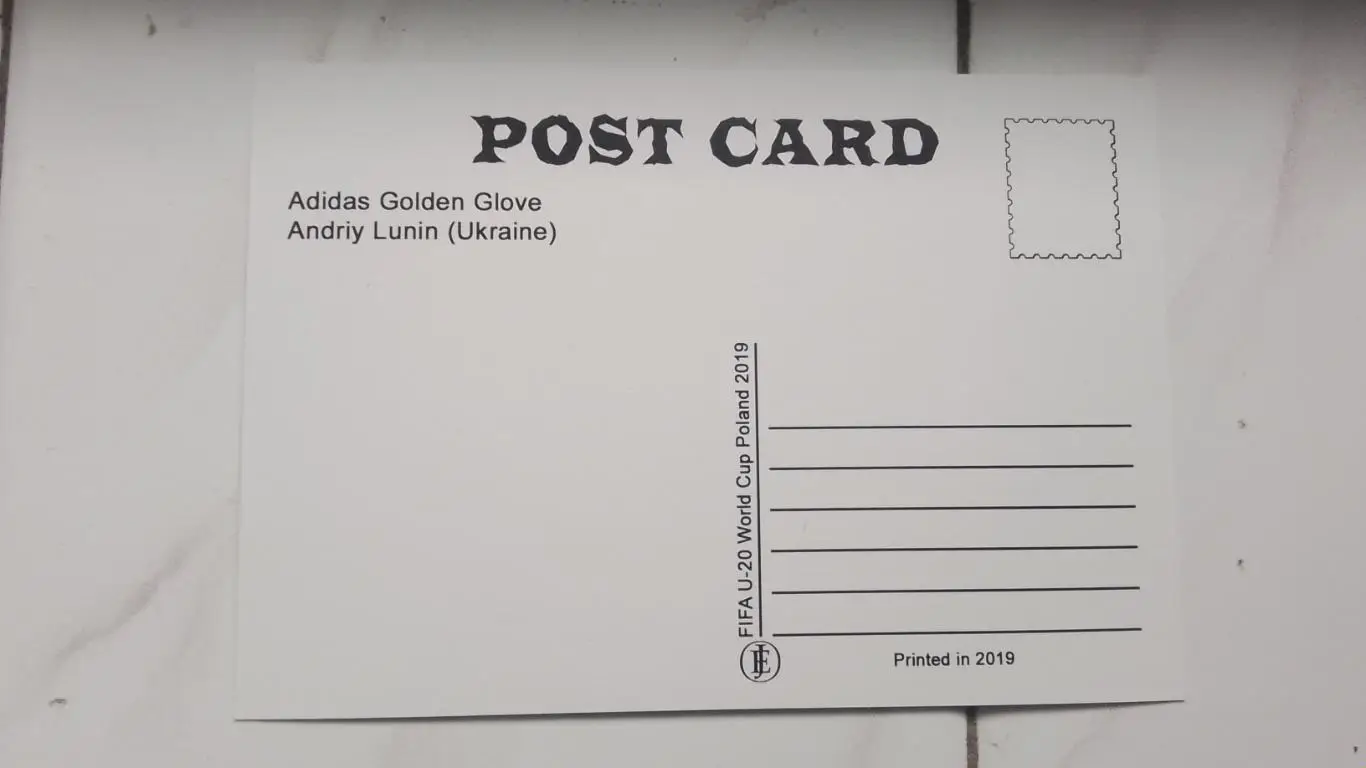 POST CARD
Adidas Golden Glove
Andriy Lunin (Ukraine)
FIFA U-20 World Cup Poland 2019
Printed in 2019